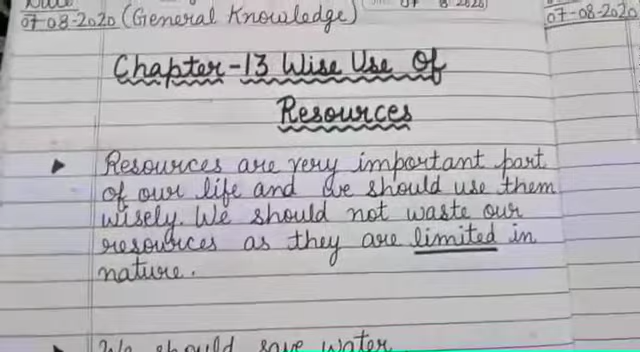 07-08-2020 (General Knowledge)
07-08-2020
Chapter-13 Wise Use Of
Resources
Resources are very important part
of our life and we should use them
wisely. We should not waste our
resources as they are limited in
nature.
We should save water